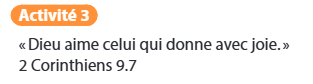 Activité 3
« Dieu aime celui qui donne avec joie. »
2 Corinthiens 9.7